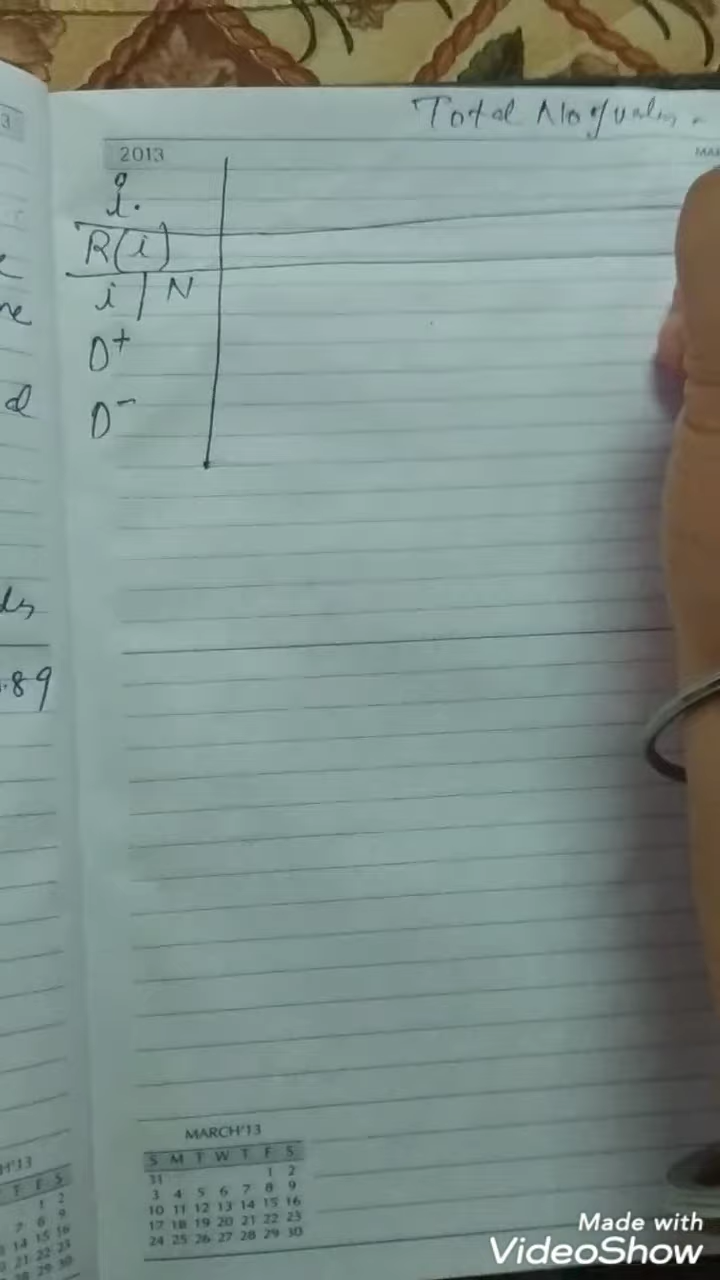 Total No of values =
2013
i.
R(i)
i / N
D+
D-
.89
MARCH'13
S M T W T F S
31 1 2
3 4 5 6 7 8 9
10 11 12 13 14 15 16
17 18 19 20 21 22 23
24 25 26 27 28 29 30
Made with
VideoShow